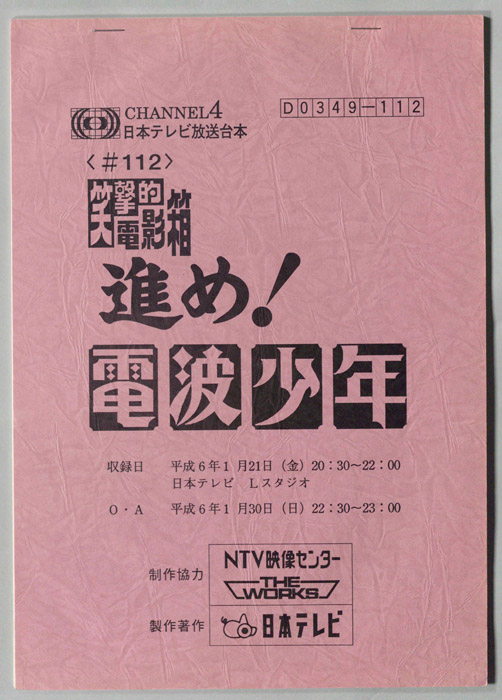 D0349-112
CHANNEL4
日本テレビ放送台本
〈#112〉
笑撃的
電影箱
進め!
電波少年
収録日 平成6年1月21日(金)20:30〜22:00
日本テレビ Lスタジオ
O・A 平成6年1月30日(日)22:30〜23:00
制作協力
NTV映像センター
THE
WORKS
製作著作
日本テレビ